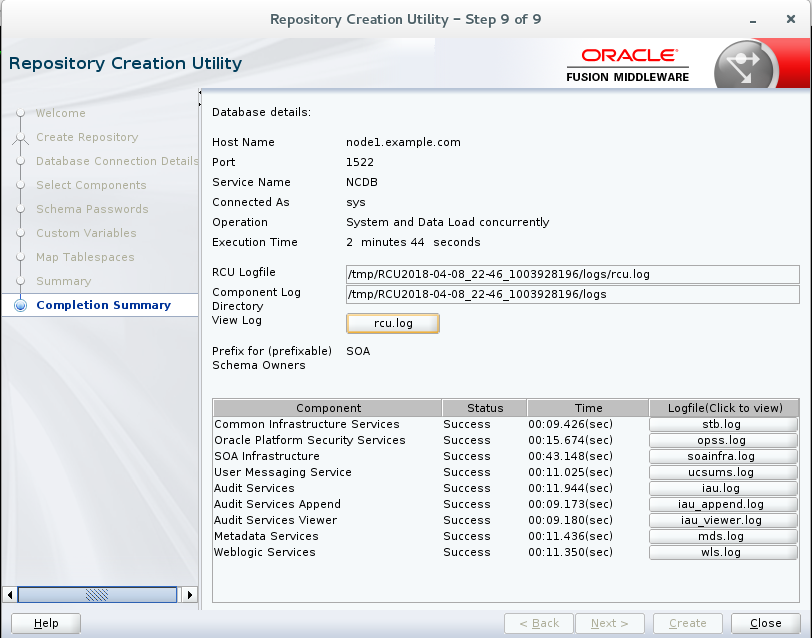 Repository Creation Utility – Step 9 of 9
Repository Creation Utility
ORACLE®
FUSION MIDDLEWARE
Welcome
Create Repository
Database Connection Details
Select Components
Schema Passwords
Custom Variables
Map Tablespaces
Summary
Completion Summary
Database details:
Host Name node1.example.com
Port 1522
Service Name NCDB
Connected As sys
Operation System and Data Load concurrently
Execution Time 2 minutes 44 seconds
RCU Logfile /tmp/RCU2018-04-08_22-46_1003928196/logs/rcu.log
Component Log /tmp/RCU2018-04-08_22-46_1003928196/logs
Directory
View Log rcu.log
Prefix for (prefixable) SOA
Schema Owners
Component Status Time Logfile(Click to view)
Common Infrastructure Services Success 00:09.426(sec) stb.log
Oracle Platform Security Services Success 00:15.674(sec) opss.log
SOA Infrastructure Success 00:43.148(sec) soainfra.log
User Messaging Service Success 00:11.025(sec) ucsums.log
Audit Services Success 00:11.944(sec) iau.log
Audit Services Append Success 00:09.173(sec) iau_append.log
Audit Services Viewer Success 00:09.180(sec) iau_viewer.log
Metadata Services Success 00:11.436(sec) mds.log
Weblogic Services Success 00:11.350(sec) wls.log
Help < Back Next > Create Close